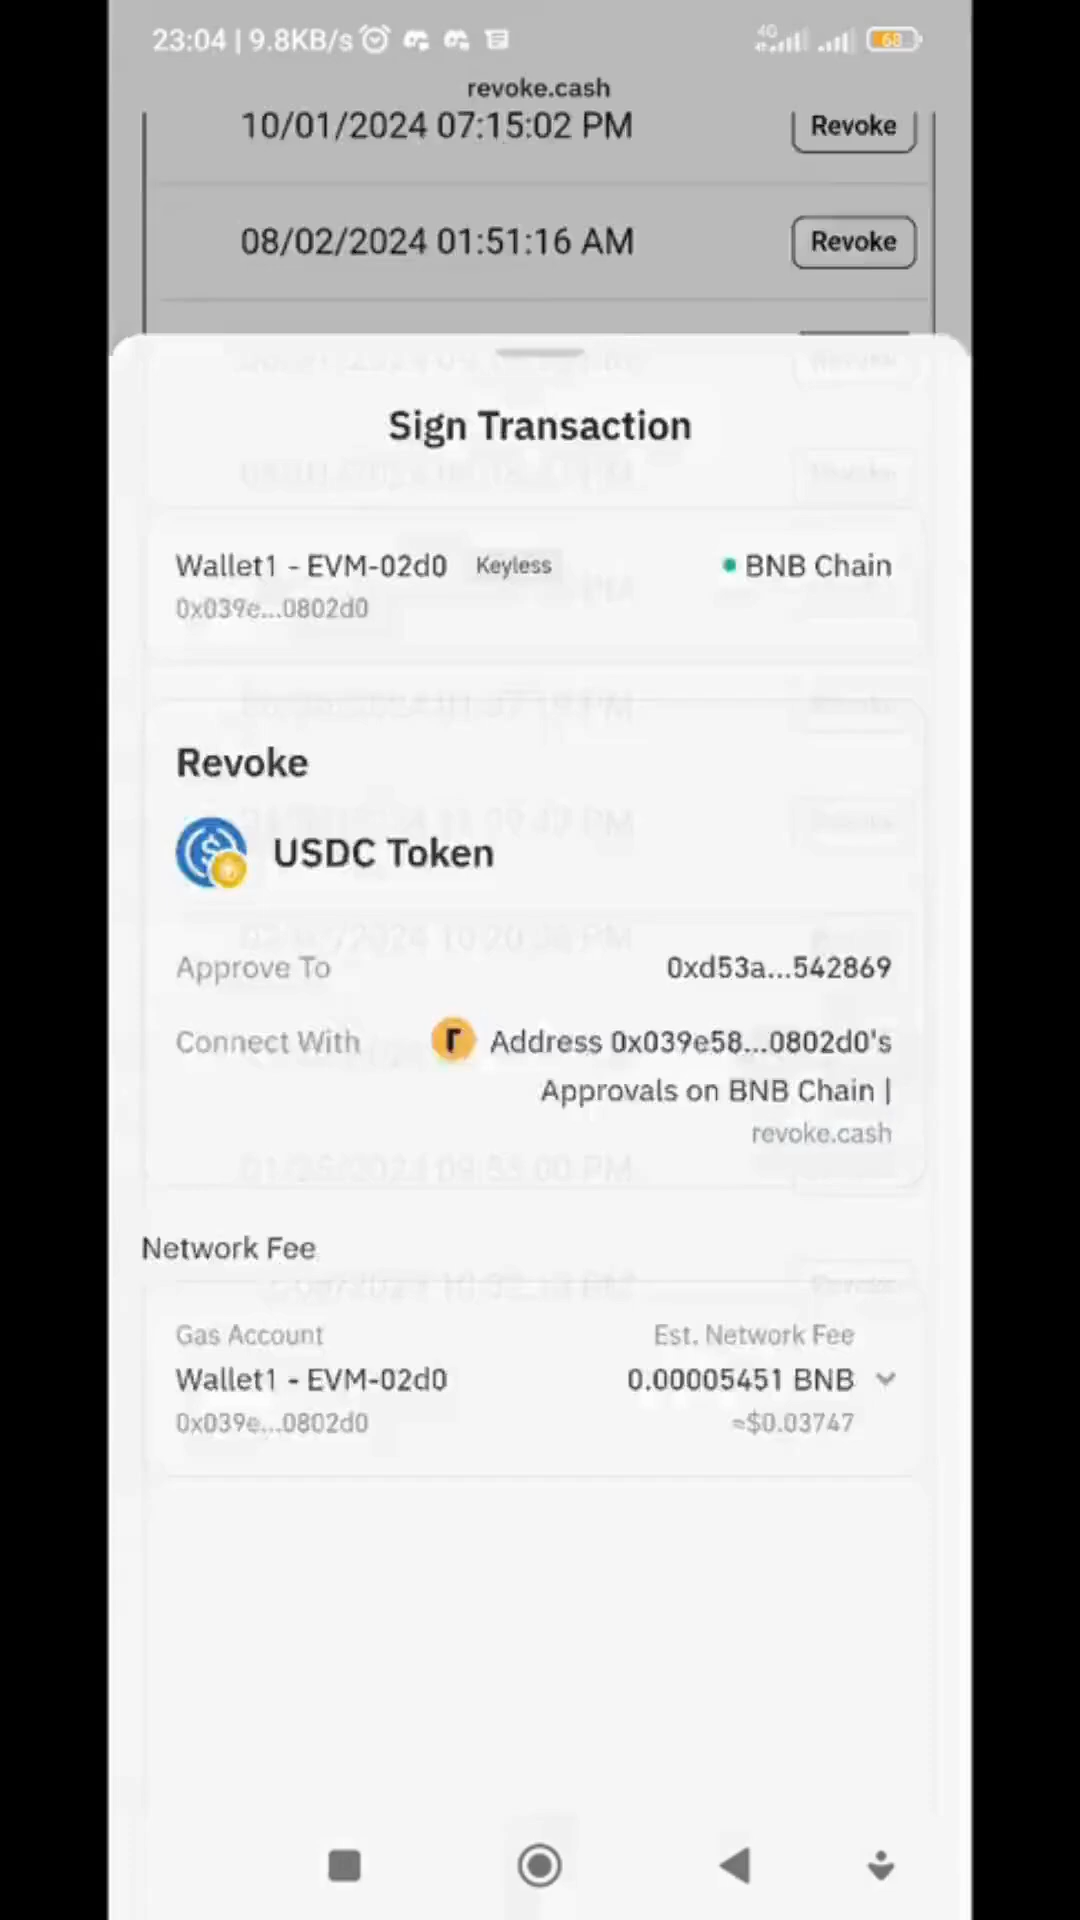 23:04 | 9.8KB/s
4G
68
revoke.cash
10/01/2024 07:15:02 PM Revoke
08/02/2024 01:51:16 AM Revoke
Sign Transaction
Wallet1 - EVM-02d0 Keyless BNB Chain
0x039e...0802d0
Revoke
USDC Token
Approve To 0xd53a...542869
Connect With r Address 0x039e58...0802d0's
Approvals on BNB Chain |
revoke.cash
Network Fee
Gas Account Est. Network Fee
Wallet1 - EVM-02d0 0.00005451 BNB
0x039e...0802d0 ≈$0.03747